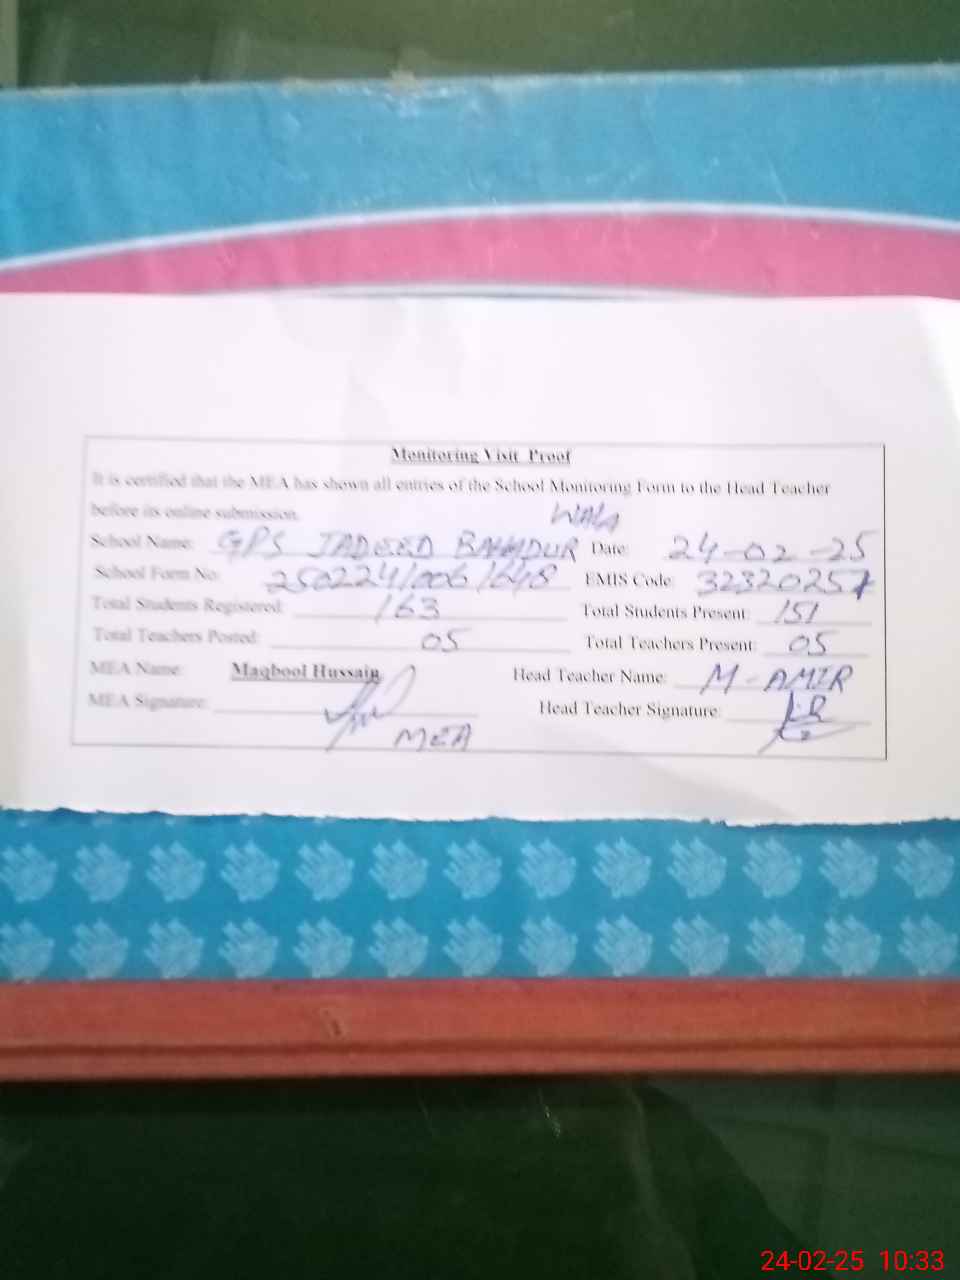 Monitoring Visit Proof
It is certified that the MEA has shown all entries of the School Monitoring Form to the Head Teacher
before its online submission.
WALA
School Name: GPS JADEED BAHADUR Date: 24-02-25
School Form No: 250224/006/648 EMIS Code: 32320257
Total Students Registered: 163 Total Students Present: 151
Total Teachers Posted: 05 Total Teachers Present: 05
MEA Name: Maqbool Hussain Head Teacher Name: M-AMIR
MEA Signature: Head Teacher Signature:
MEA
24-02-25 10:33